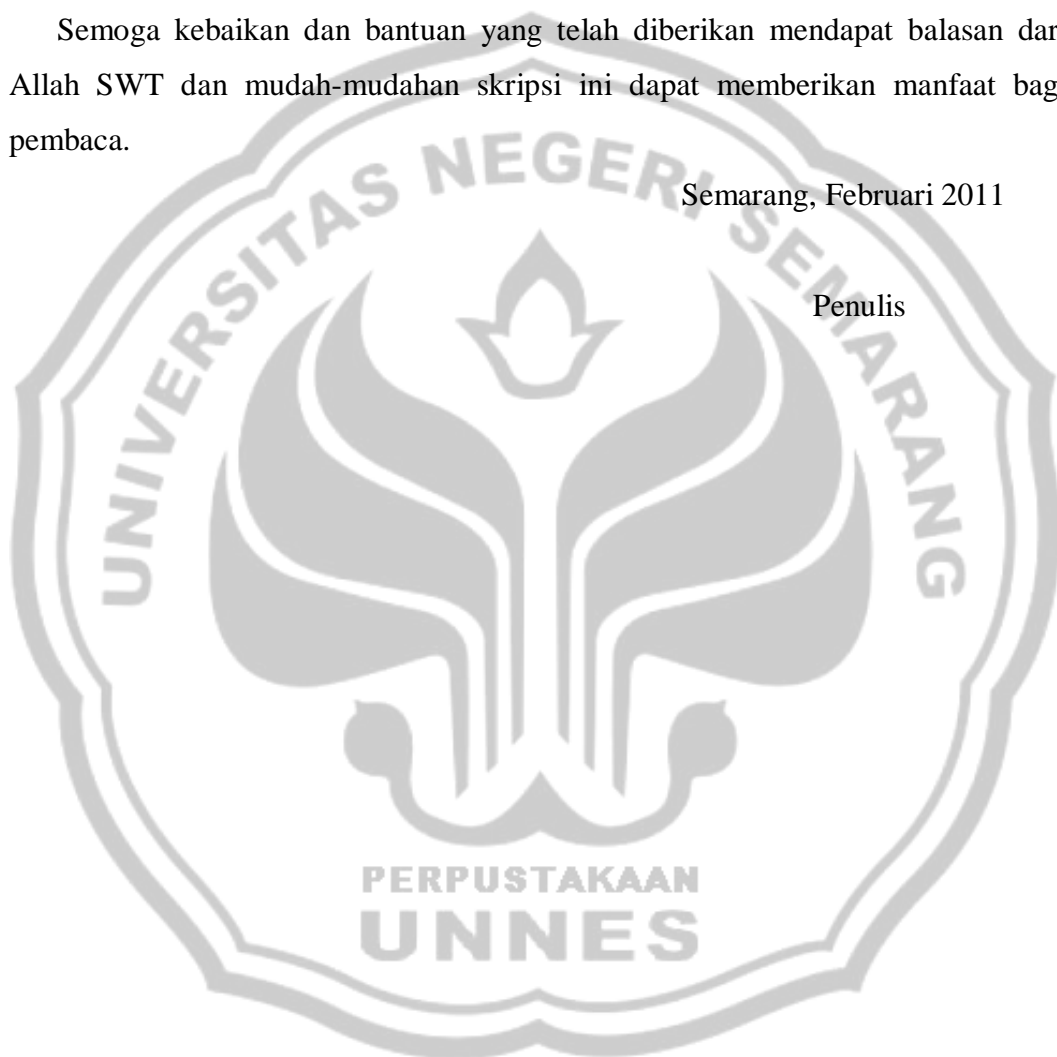 Semoga kebaikan dan bantuan yang telah diberikan mendapat balasan dar
Allah SWT dan mudah-mudahan skripsi ini dapat memberikan manfaat bag
pembaca.
Semarang, Februari 2011
Penulis
UNIVERSITAS NEGERI SEMARANG
PERPUSTAKAAN
UNNES